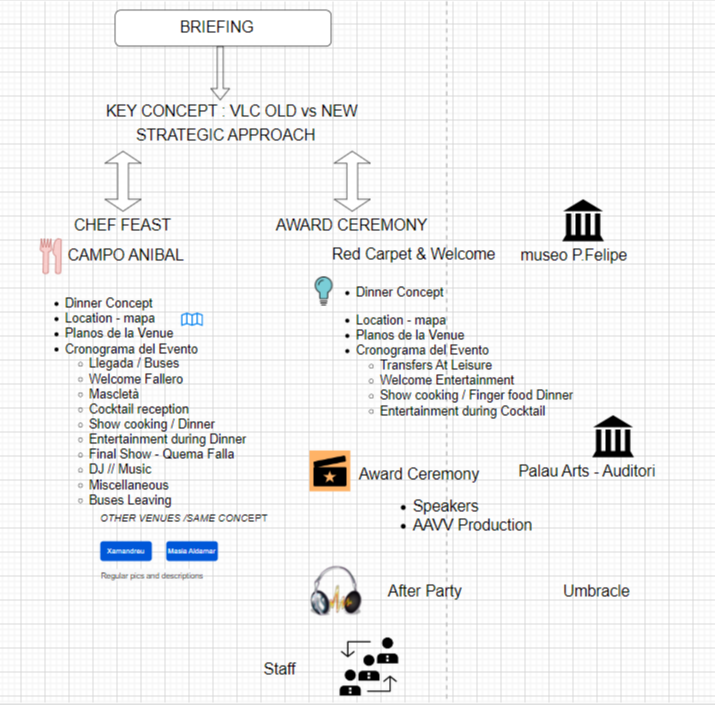 BRIEFING
KEY CONCEPT : VLC OLD vs NEW
STRATEGIC APPROACH
CHEF FEAST
CAMPO ANIBAL
Dinner Concept
Location - mapa
Planos de la Venue
Cronograma del Evento
Llegada / Buses
Welcome Fallero
Mascletà
Cocktail reception
Show cooking / Dinner
Entertainment during Dinner
Final Show - Quema Falla
DJ // Music
Miscellaneous
Buses Leaving
OTHER VENUES /SAME CONCEPT
Xamandreu
Masia Aldamar
Regular pics and descriptions
AWARD CEREMONY
Red Carpet & Welcome
museo P.Felipe
Dinner Concept
Location - mapa
Planos de la Venue
Cronograma del Evento
Transfers At Leisure
Welcome Entertainment
Show cooking / Finger food Dinner
Entertainment during Cocktail
Award Ceremony
Palau Arts - Auditori
Speakers
AAVV Production
After Party
Umbracle
Staff